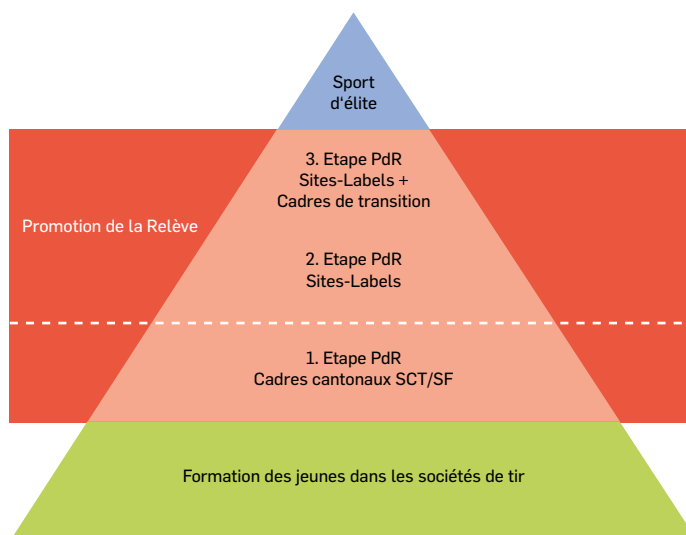 Sport
d‘élite
3. Etape PdR
Sites-Labels +
Cadres de transition
Promotion de la Relève
2. Etape PdR
Sites-Labels
1. Etape PdR
Cadres cantonaux SCT/SF
Formation des jeunes dans les sociétés de tir